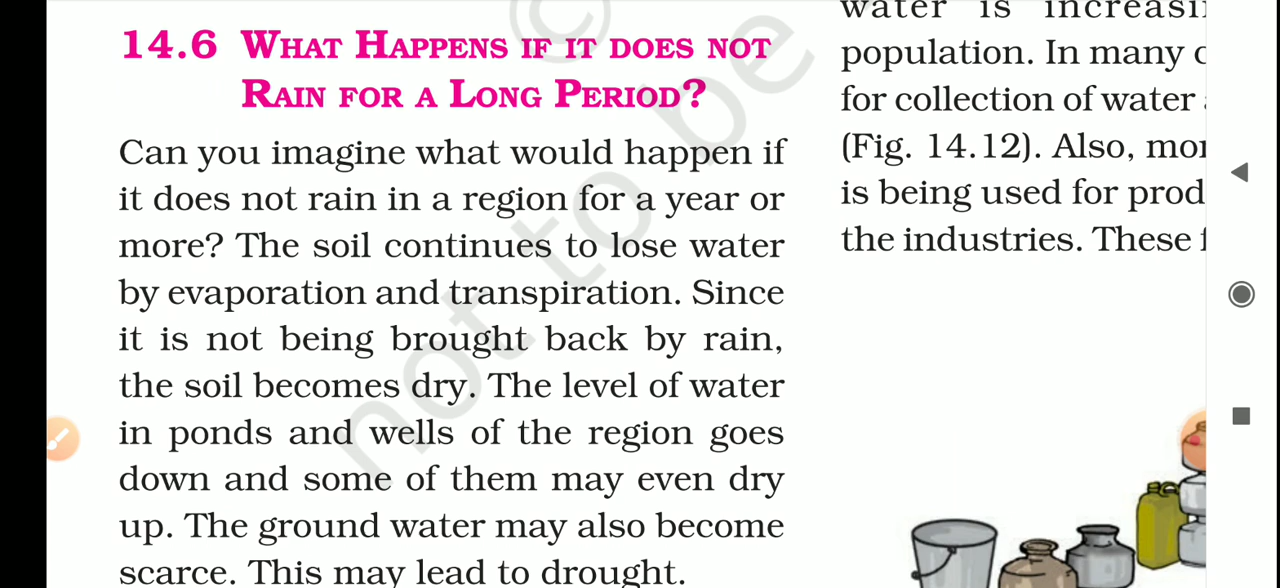 14.6 WHAT HAPPENS IF IT DOES NOT
RAIN FOR A LONG PERIOD?
Can you imagine what would happen if
it does not rain in a region for a year or
more? The soil continues to lose water
by evaporation and transpiration. Since
it is not being brought back by rain,
the soil becomes dry. The level of water
in ponds and wells of the region goes
down and some of them may even dry
up. The ground water may also become
scarce. This may lead to drought.
water is
population. In many
for collection of water
(Fig. 14.12). Also,
is being used for
the industries. These
© not to be